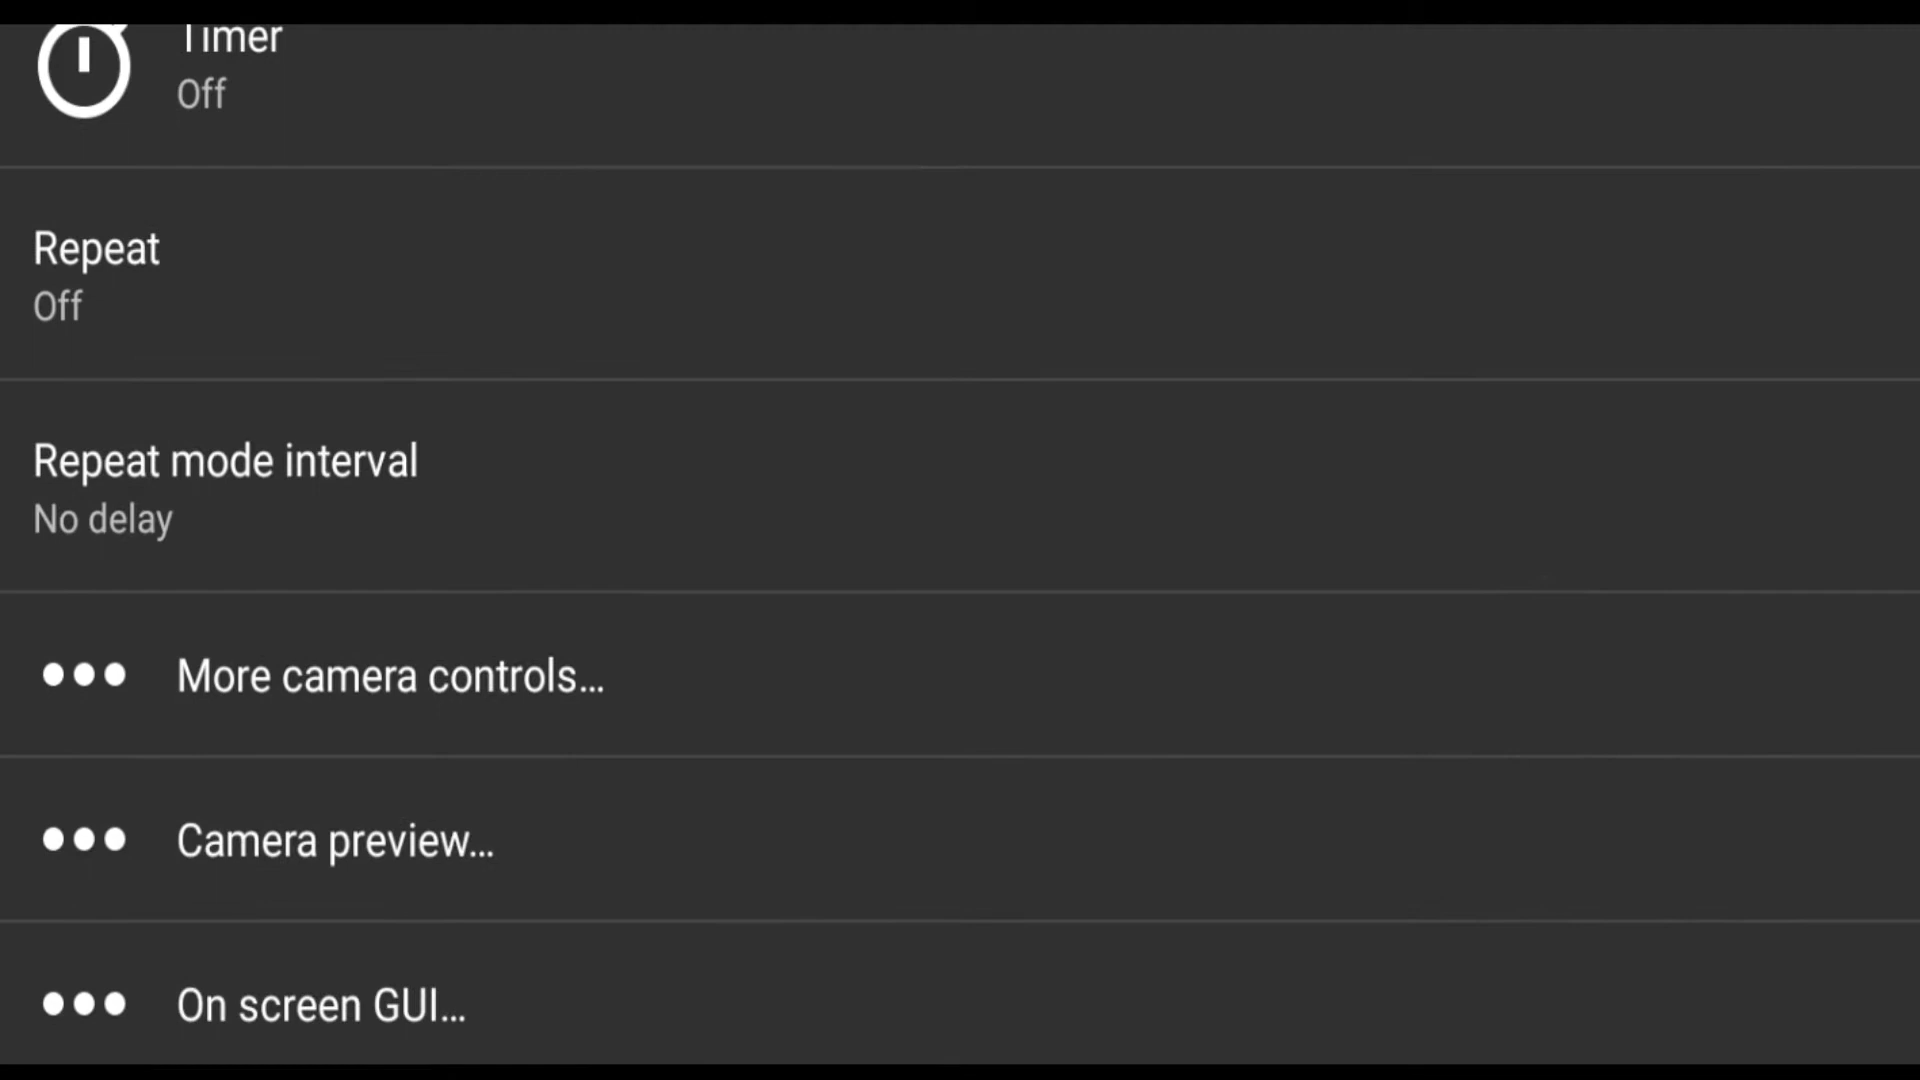 Timer
Off
Repeat
Off
Repeat mode interval
No delay
More camera controls...
Camera preview...
On screen GUI...